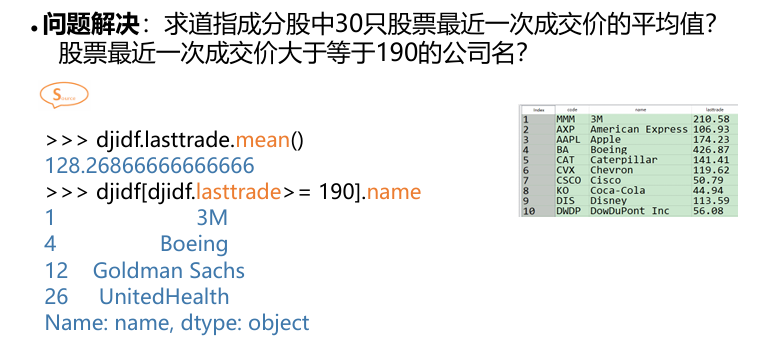 • 问题解决：求道指成分股中30只股票最近一次成交价的平均值？
股票最近一次成交价大于等于190的公司名？
Source
>>> djidf.lasttrade.mean()
128.26866666666666
>>> djidf[djidf.lasttrade>= 190].name
1 3M
4 Boeing
12 Goldman Sachs
26 UnitedHealth
Name: name, dtype: object
Index code name lasttrade
1 MMM 3M 210.58
2 AXP American Express 106.93
3 AAPL Apple 174.23
4 BA Boeing 426.87
5 CAT Caterpillar 141.41
6 CVX Chevron 119.62
7 CSCO Cisco 50.79
8 KO Coca-Cola 44.94
9 DIS Disney 113.59
10 DWDP DowDuPont Inc 56.08